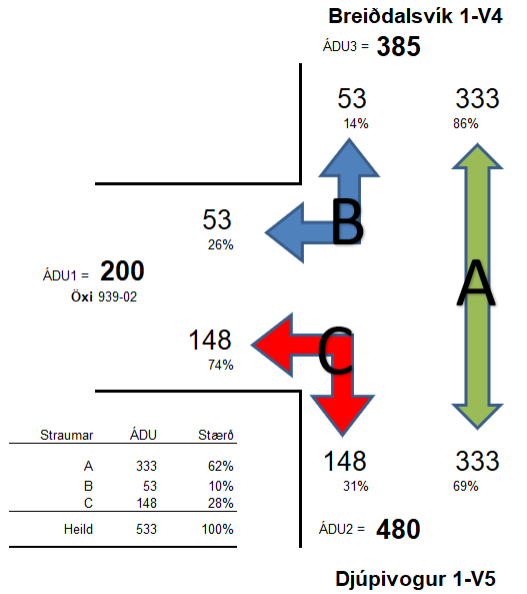 Breiðdalsvík 1-V4
ÁDU3 = 385
53 333
14% 86%
B
53
26%
A
ÁDU1 = 200
Öxi 939-02
148
74%
C
Straumar ÁDU Stærð
A 333 62%
B 53 10%
C 148 28%
Heild 533 100%
148 333
31% 69%
ÁDU2 = 480
Djúpivogur 1-V5